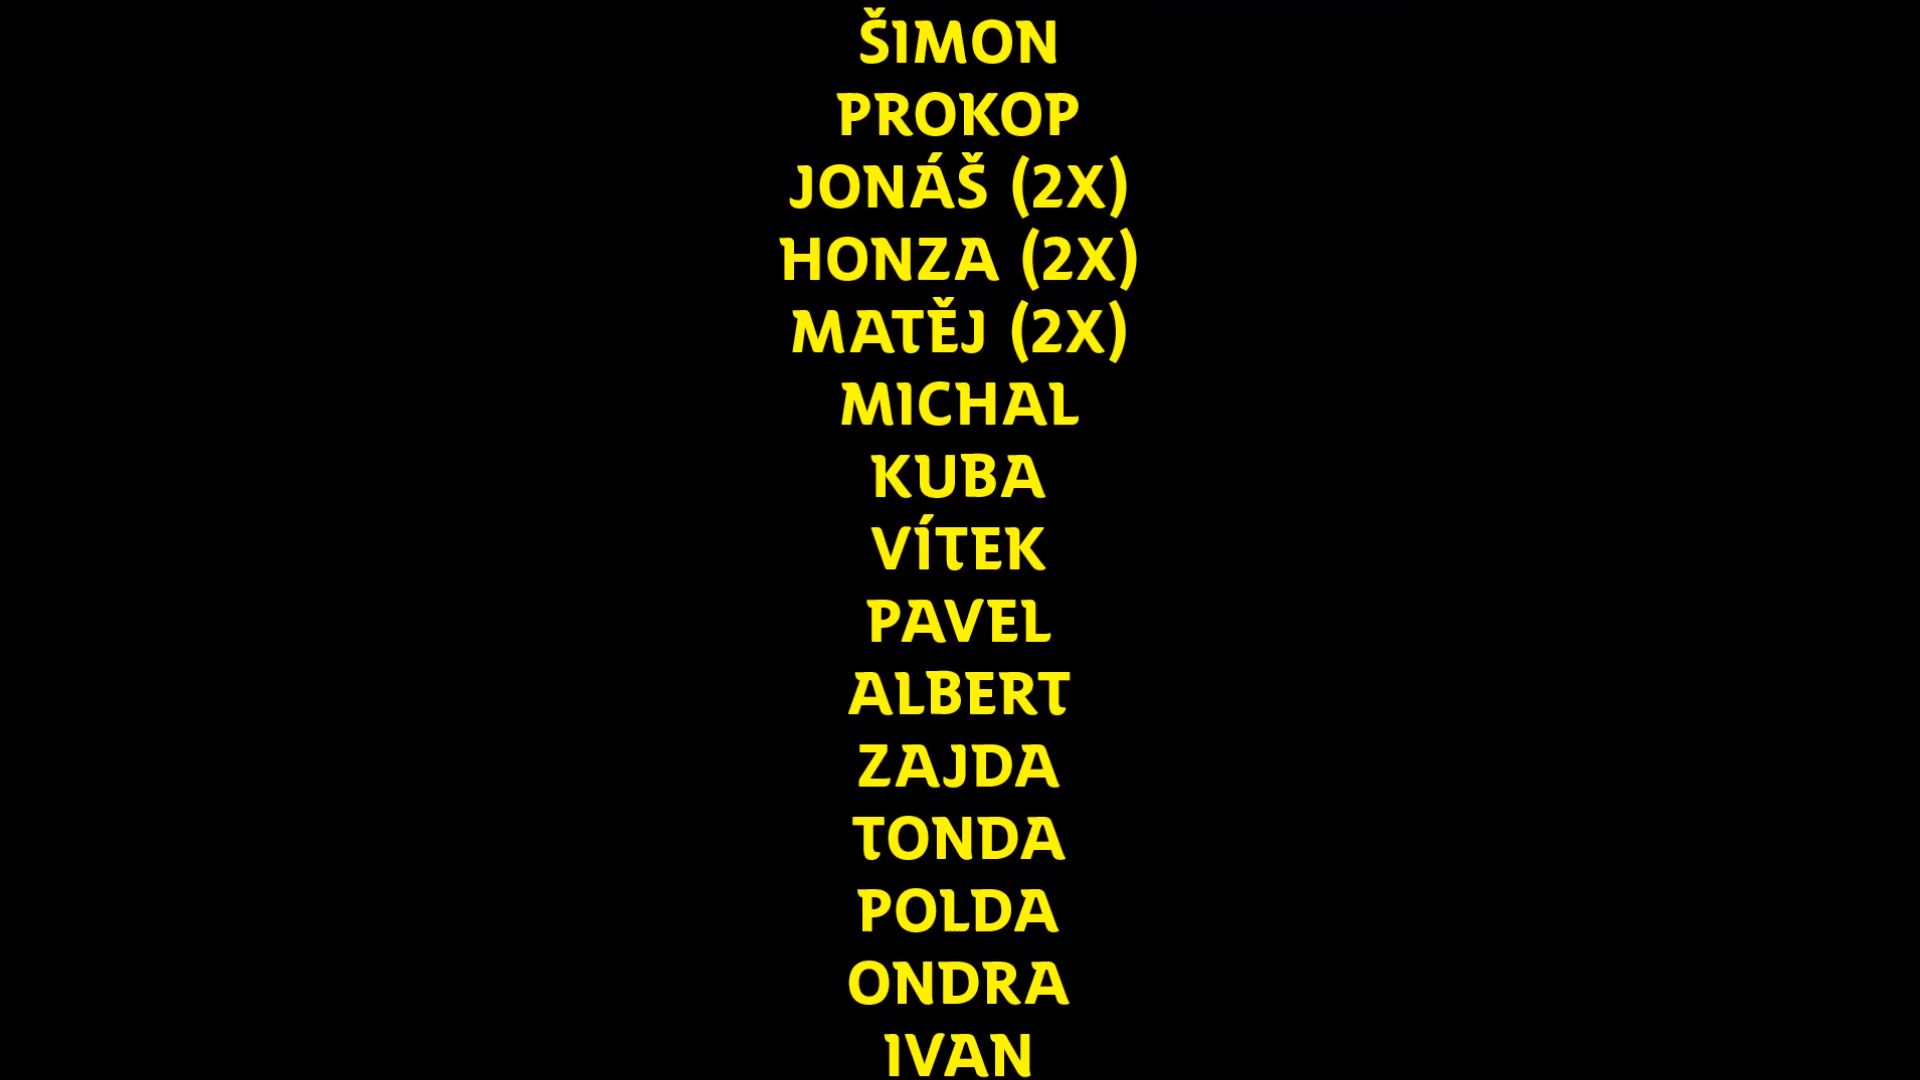 ŠIMON
PROKOP
JONÁŠ (2X)
HONZA (2X)
MATĚJ (2X)
MICHAL
KUBA
VÍTEK
PAVEL
ALBERT
ZAJDA
TONDA
POLDA
ONDRA
IVAN